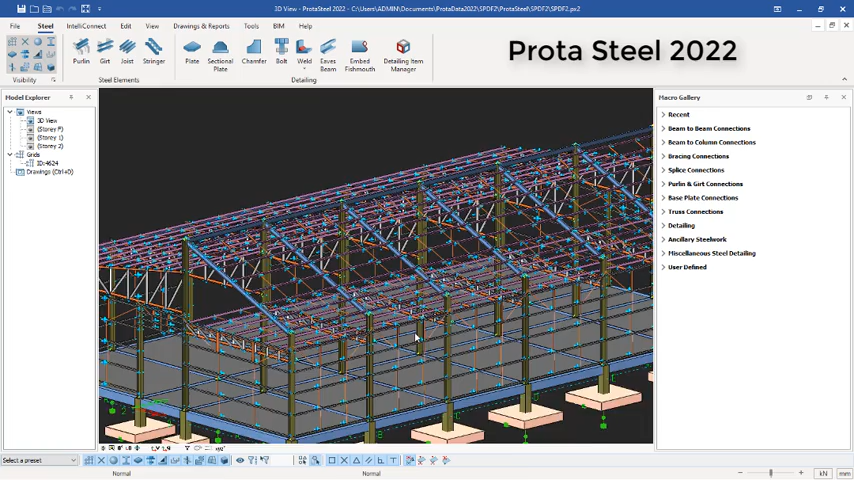 3D View - ProtaSteel 2022 - C:\Users\ADMIN\Documents\ProtaData2022\ProtaSteel\SPDF2\SPDF2.px2
File Steel IntelliConnect Edit View Drawings & Reports Tools BIM Help
Prota Steel 2022
Purlin Girt Joist Stringer Plate Sectional Plate Chamfer Bolt Weld Eaves Beam Embed Fishmouth Detailing Item Manager
Visibility Steel Elements Detailing
Model Explorer
Views
3D View
(Storey F)
(Storey 1)
(Storey 2)
Grids
ID:4624
Drawings (Ctrl+D)
Macro Gallery
Recent
Beam to Beam Connections
Beam to Column Connections
Bracing Connections
Splice Connections
Purlin & Girt Connections
Base Plate Connections
Truss Connections
Detailing
Ancillary Steelwork
Miscellaneous Steel Detailing
User Defined
Select a preset
Normal Normal
kN mm